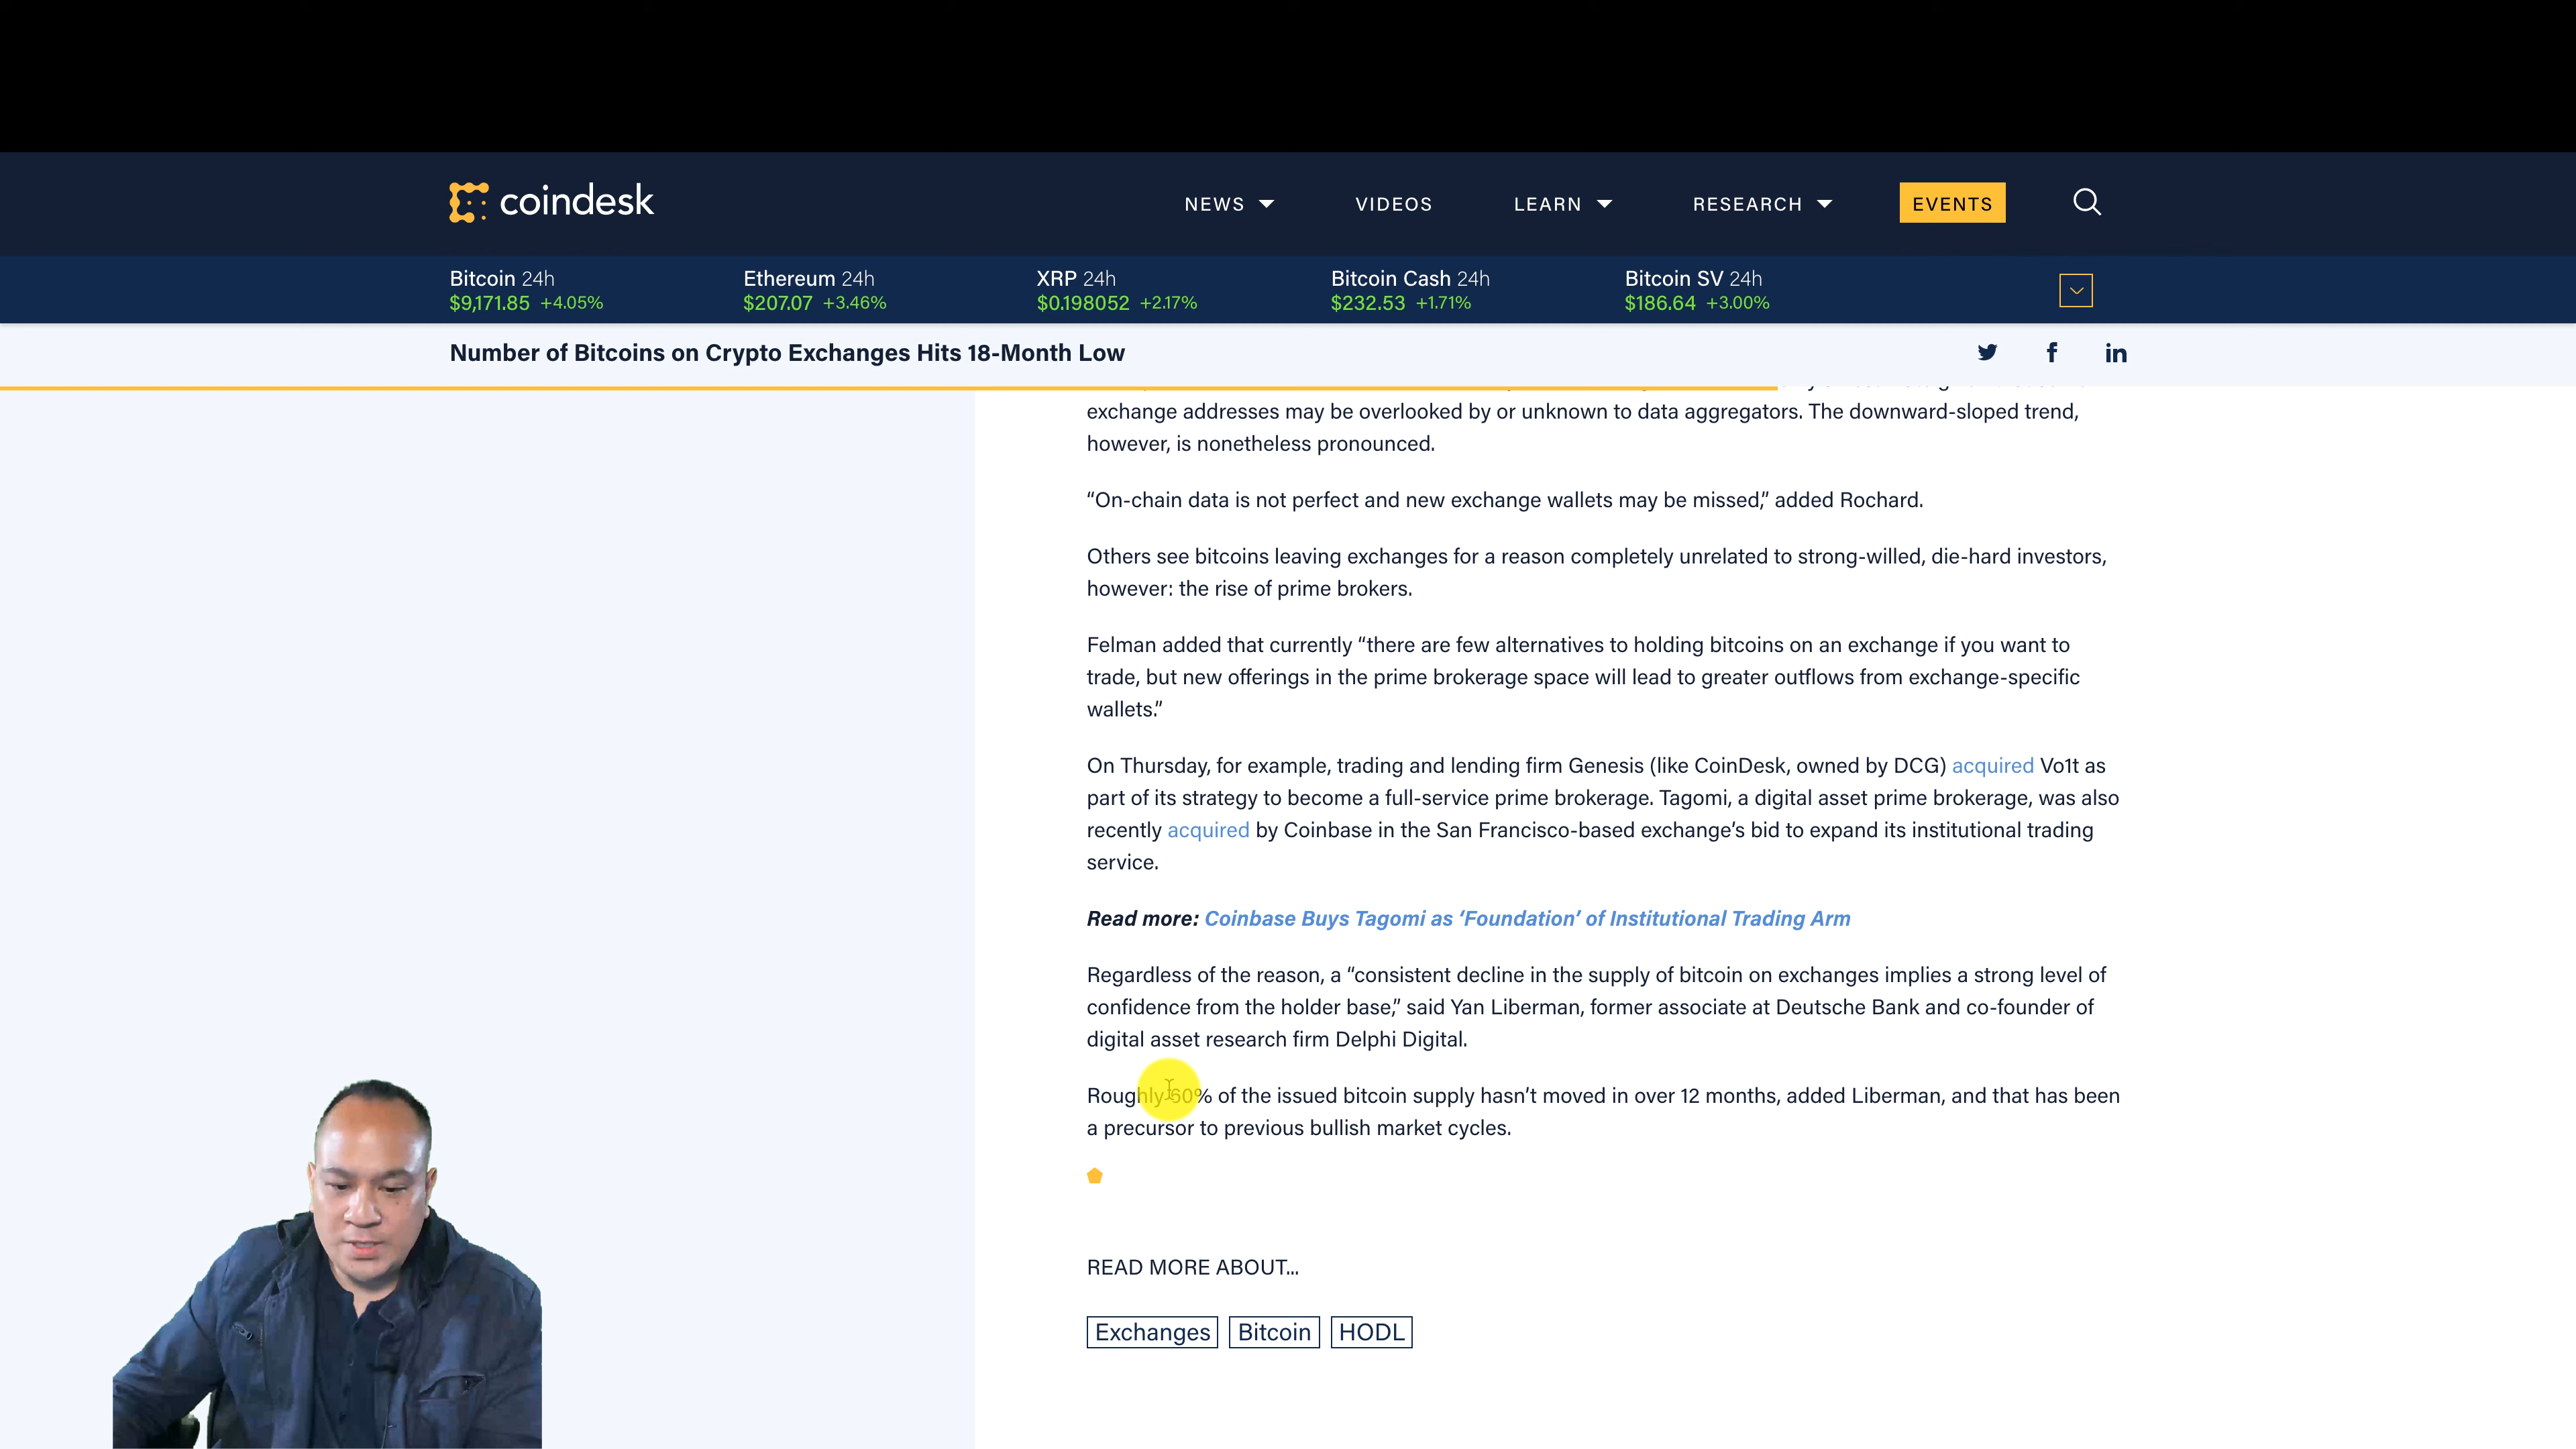 coindesk
NEWS
VIDEOS
LEARN
RESEARCH
EVENTS
Bitcoin 24h
$9,171.85 +4.05%
Ethereum 24h
$207.07 +3.46%
XRP 24h
$0.198052 +2.17%
Bitcoin Cash 24h
$232.53 +1.71%
Bitcoin SV 24h
$186.64 +3.00%
Number of Bitcoins on Crypto Exchanges Hits 18-Month Low
exchange addresses may be overlooked by or unknown to data aggregators. The downward-sloped trend,
however, is nonetheless pronounced.
“On-chain data is not perfect and new exchange wallets may be missed,” added Rochard.
Others see bitcoins leaving exchanges for a reason completely unrelated to strong-willed, die-hard investors,
however: the rise of prime brokers.
Felman added that currently “there are few alternatives to holding bitcoins on an exchange if you want to
trade, but new offerings in the prime brokerage space will lead to greater outflows from exchange-specific
wallets.”
On Thursday, for example, trading and lending firm Genesis (like CoinDesk, owned by DCG) acquired Vo1t as
part of its strategy to become a full-service prime brokerage. Tagomi, a digital asset prime brokerage, was also
recently acquired by Coinbase in the San Francisco-based exchange’s bid to expand its institutional trading
service.
Read more: Coinbase Buys Tagomi as ‘Foundation’ of Institutional Trading Arm
Regardless of the reason, a “consistent decline in the supply of bitcoin on exchanges implies a strong level of
confidence from the holder base,” said Yan Liberman, former associate at Deutsche Bank and co-founder of
digital asset research firm Delphi Digital.
Roughly 60% of the issued bitcoin supply hasn’t moved in over 12 months, added Liberman, and that has been
a precursor to previous bullish market cycles.
READ MORE ABOUT...
Exchanges
Bitcoin
HODL